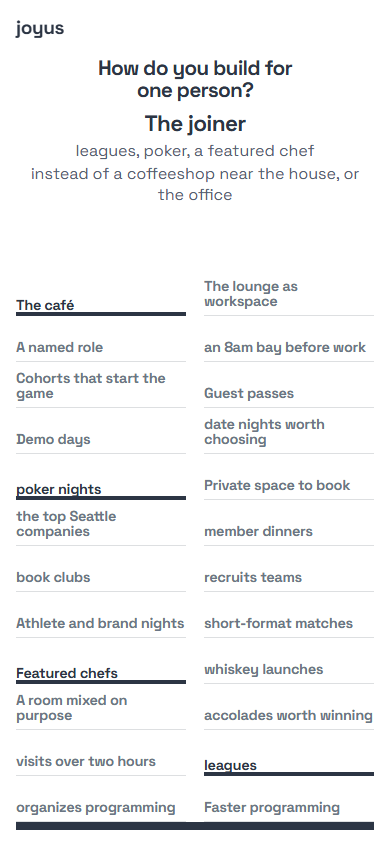 joyus
How do you build for
one person?
The joiner
leagues, poker, a featured chef
instead of a coffeeshop near the house, or
the office
The café
The lounge as
workspace
A named role
an 8am bay before work
Cohorts that start the
game
Guest passes
Demo days
date nights worth
choosing
poker nights
Private space to book
the top Seattle
companies
member dinners
book clubs
recruits teams
Athlete and brand nights
short-format matches
Featured chefs
whiskey launches
A room mixed on
purpose
accolades worth winning
visits over two hours
leagues
organizes programming
Faster programming